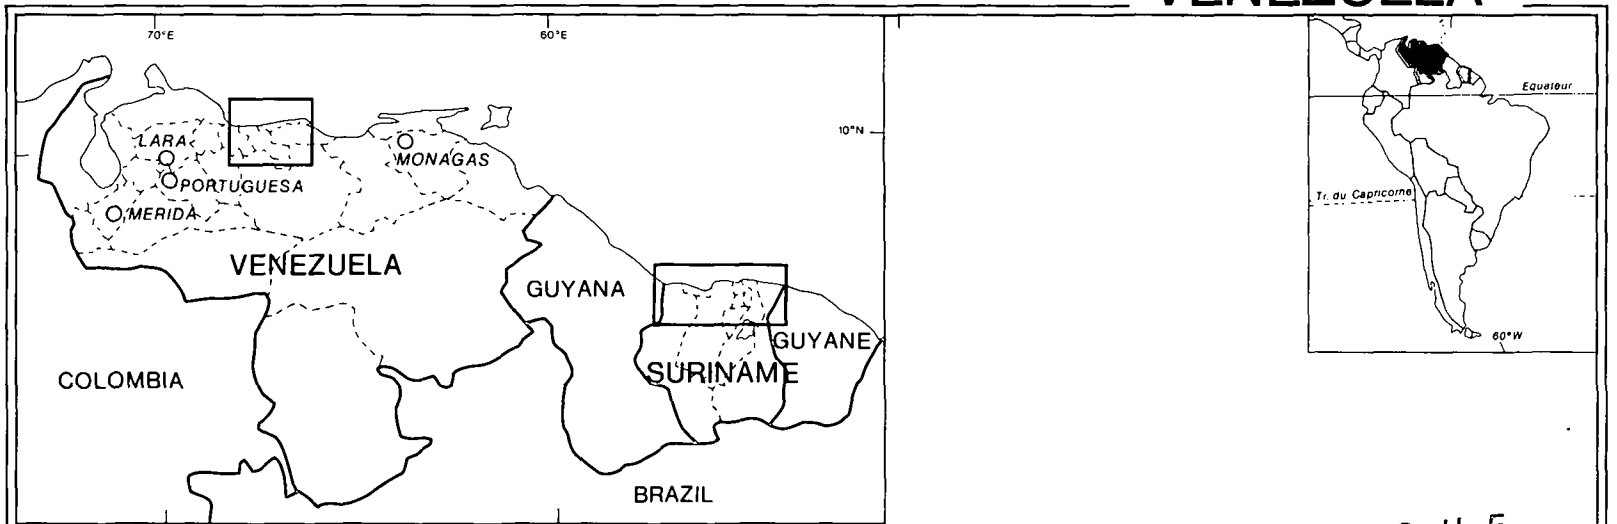 VENEZUELA
70°E
60°E
10°N
LARA
PORTUGUESA
MERIDA
MONAGAS
VENEZUELA
GUYANA
GUYANE
SURINAME
COLOMBIA
BRAZIL
Equateur
Tr. du Capricorne
60°W